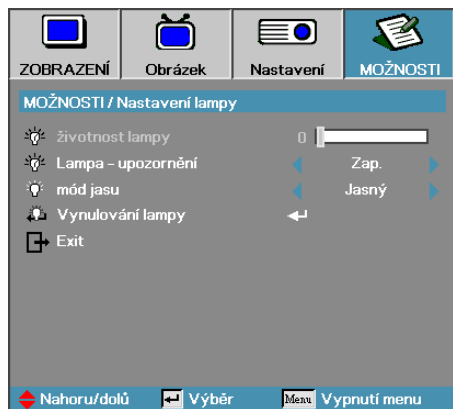 ZOBRAZENÍ Obrázek Nastavení MOŽNOSTI
MOŽNOSTI / Nastavení lampy
životnost lampy 0
Lampa - upozornění Zap.
mód jasu Jasný
Vynulování lampy
Exit
Nahoru/dolů Výběr Menu Vypnutí menu